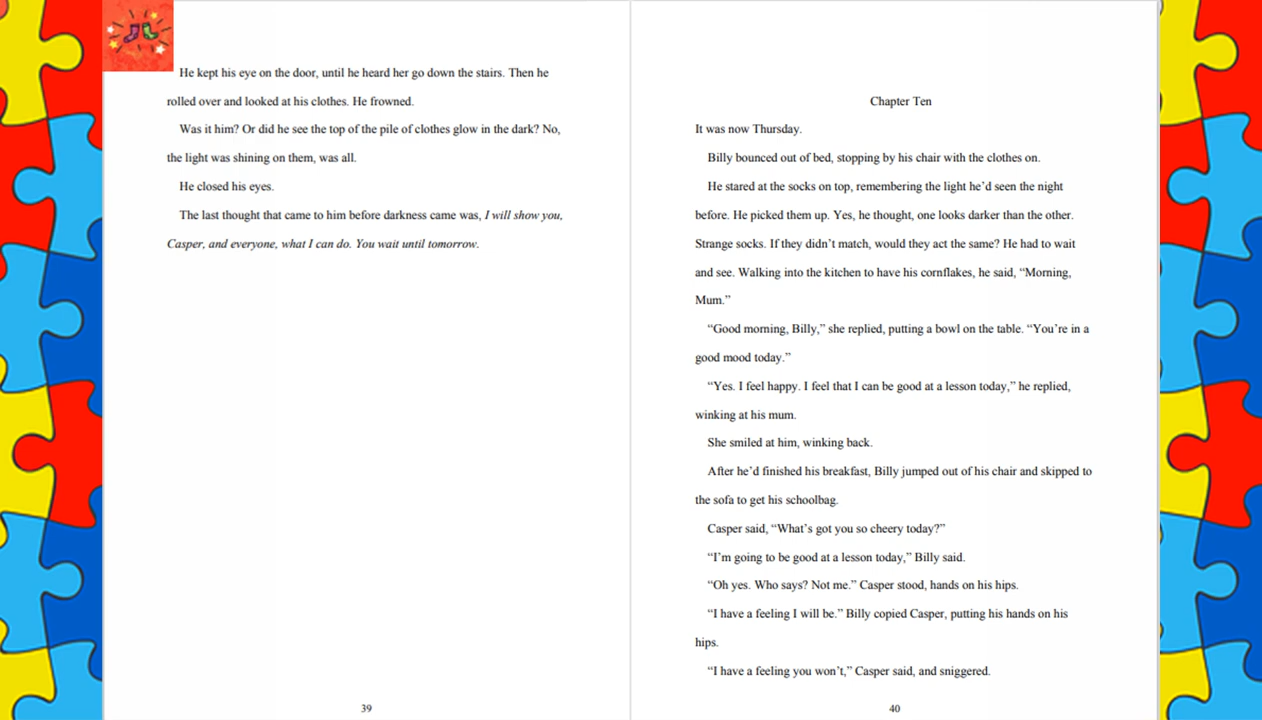 He kept his eye on the door, until he heard her go down the stairs. Then he
rolled over and looked at his clothes. He frowned.
Was it him? Or did he see the top of the pile of clothes glow in the dark? No,
the light was shining on them, was all.
He closed his eyes.
The last thought that came to him before darkness came was, I will show you,
Casper, and everyone, what I can do. You wait until tomorrow.
39
Chapter Ten
It was now Thursday.
Billy bounced out of bed, stopping by his chair with the clothes on.
He stared at the socks on top, remembering the light he’d seen the night
before. He picked them up. Yes, he thought, one looks darker than the other.
Strange socks. If they didn’t match, would they act the same? He had to wait
and see. Walking into the kitchen to have his cornflakes, he said, “Morning,
Mum.”
“Good morning, Billy,” she replied, putting a bowl on the table. “You’re in a
good mood today.”
“Yes. I feel happy. I feel that I can be good at a lesson today,” he replied,
winking at his mum.
She smiled at him, winking back.
After he’d finished his breakfast, Billy jumped out of his chair and skipped to
the sofa to get his schoolbag.
Casper said, “What’s got you so cheery today?”
“I’m going to be good at a lesson today,” Billy said.
“Oh yes. Who says? Not me.” Casper stood, hands on his hips.
“I have a feeling I will be.” Billy copied Casper, putting his hands on his
hips.
“I have a feeling you won’t,” Casper said, and sniggered.
40